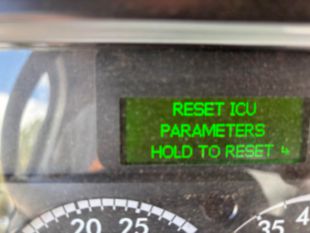 RESET ICU
PARAMETERS
HOLD TO RESET ↵
20 25
35 4